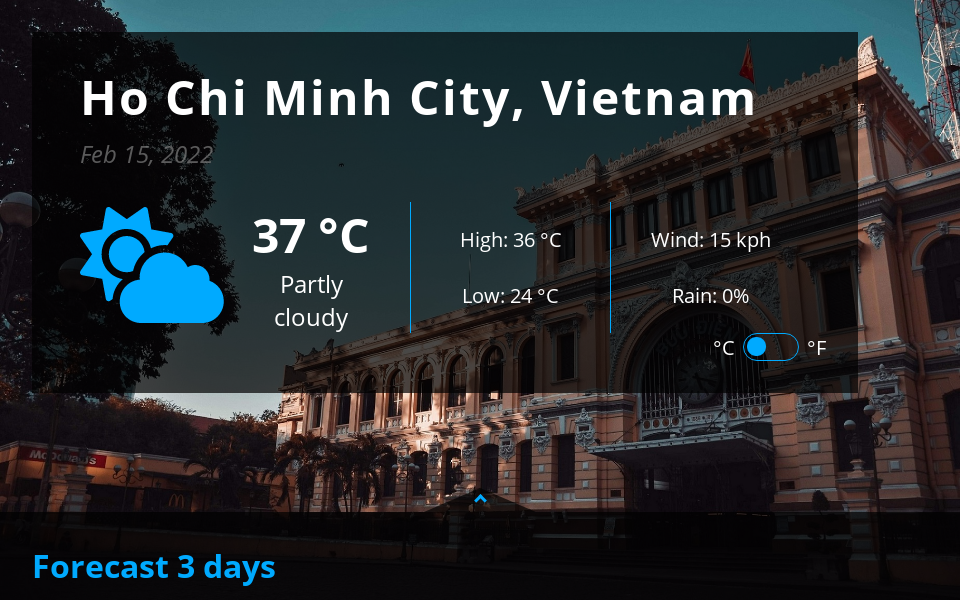 Ho Chi Minh City, Vietnam
Feb 15, 2022
37 °C
Partly
cloudy
High: 36 °C
Low: 24 °C
Wind: 15 kph
Rain: 0%
°C °F
McDonald's
Forecast 3 days